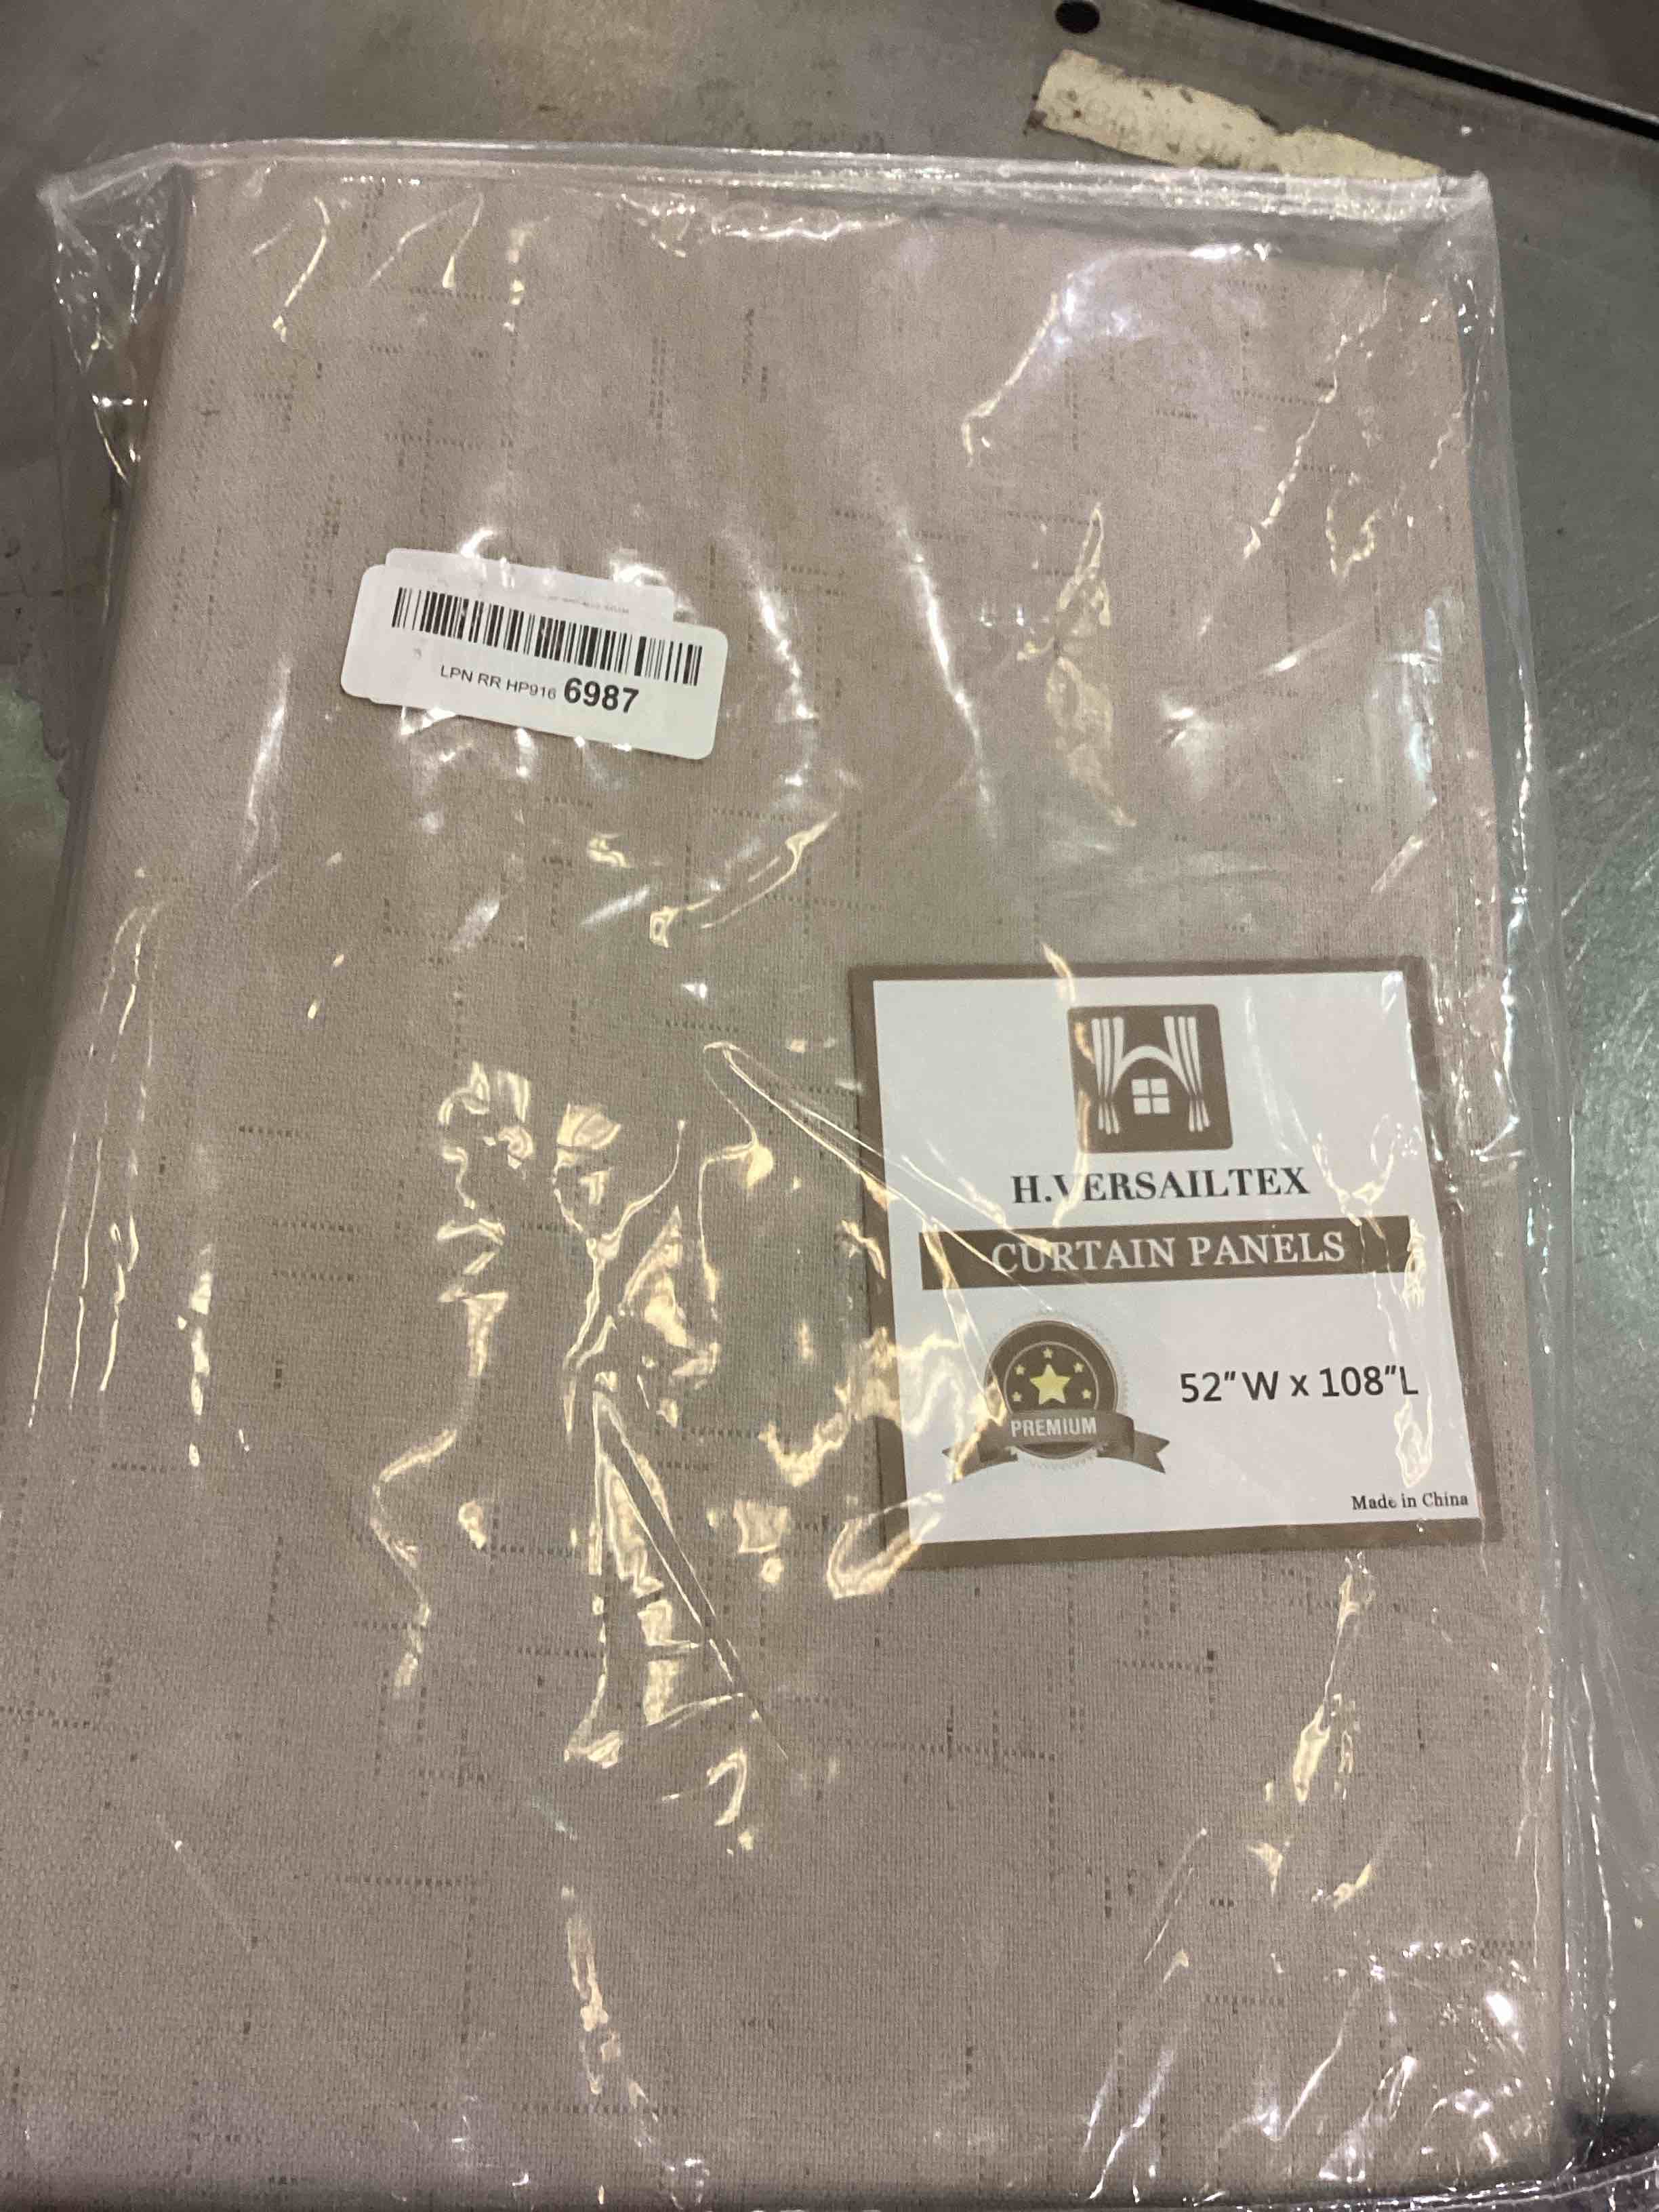 LPN RR HP916 6987
H.VERSAILTEX
CURTAIN PANELS
PREMIUM
52"W x 108"L
Made in China